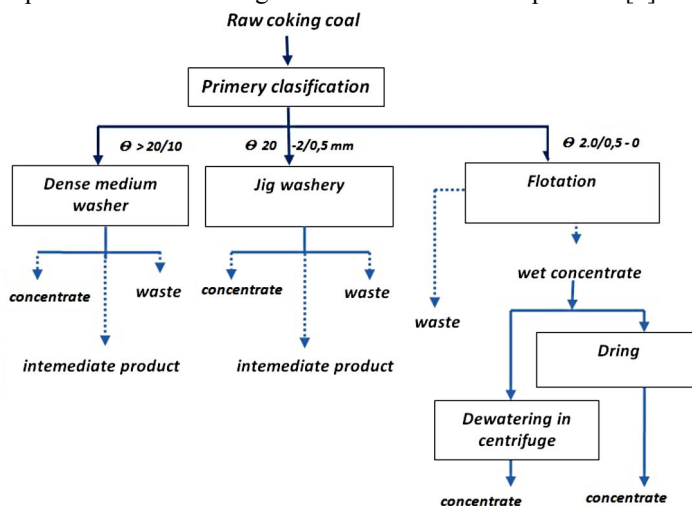 Raw coking coal
Primery clasification
Ө > 20/10
Ө 20 -2/0,5 mm
Ө 2.0/0,5 - 0
Dense medium
washer
Jig washery
Flotation
concentrate
waste
intemediate product
concentrate
waste
intemediate product
wet concentrate
waste
Dring
Dewatering in
centrifuge
concentrate
concentrate